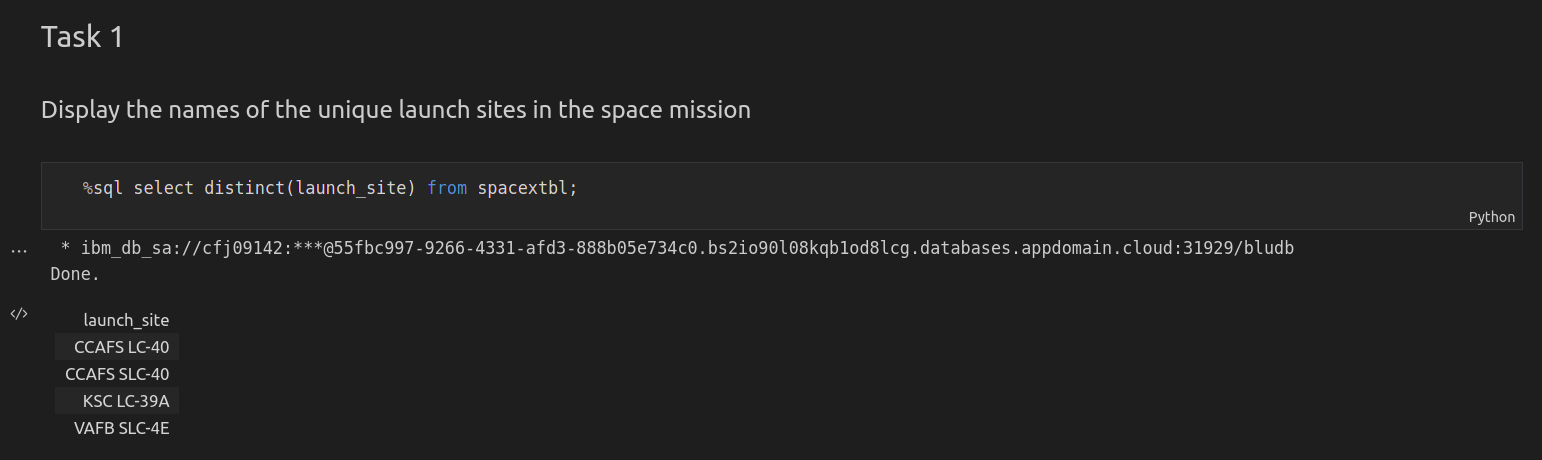 Task 1
Display the names of the unique launch sites in the space mission
%sql select distinct(launch_site) from spacextbl;
Python
* ibm_db_sa://cfj09142:***@55fbc997-9266-4331-afd3-888b05e734c0.bs2io90l08kqb1od8lcg.databases.appdomain.cloud:31929/bludb
Done.
launch_site
CCAFS LC-40
CCAFS SLC-40
KSC LC-39A
VAFB SLC-4E